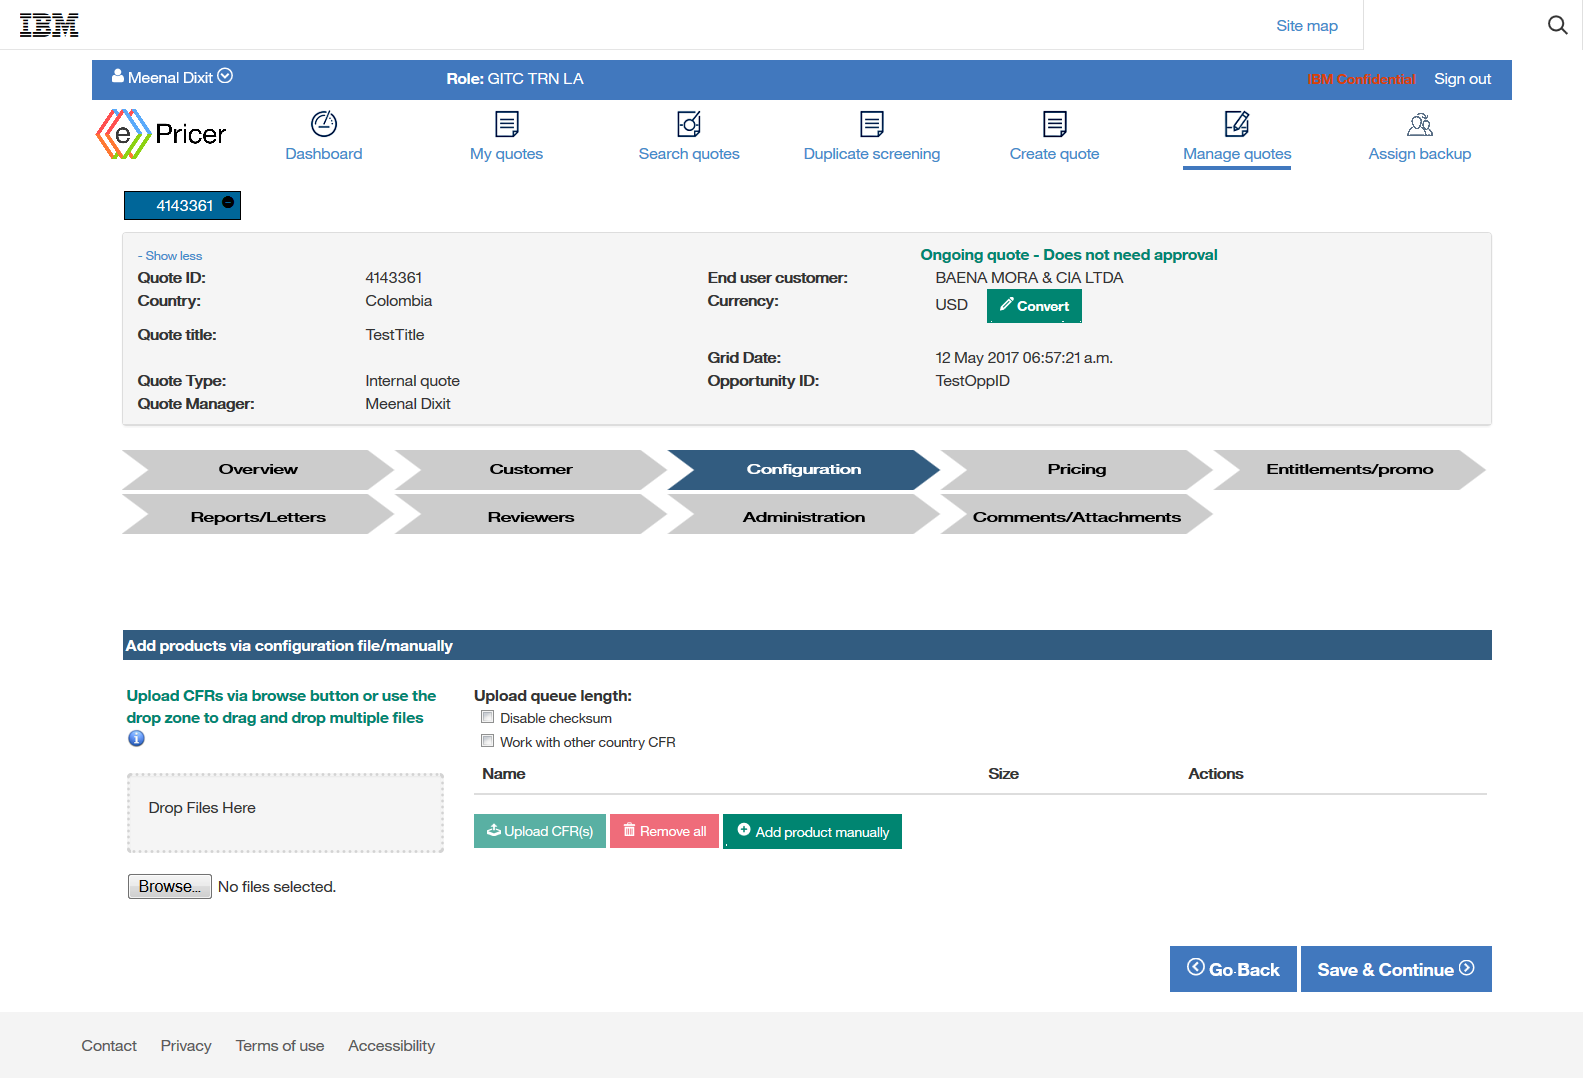 IBM
Site map
Meenal Dixit
Role: GITC TRN LA
IBM Confidential
Sign out
e Pricer
Dashboard
My quotes
Search quotes
Duplicate screening
Create quote
Manage quotes
Assign backup
4143361
- Show less
Ongoing quote - Does not need approval
Quote ID: 4143361
End user customer: BAENA MORA & CIA LTDA
Country: Colombia
Currency: USD
Convert
Quote title: TestTitle
Grid Date: 12 May 2017 06:57:21 a.m.
Quote Type: Internal quote
Opportunity ID: TestOppID
Quote Manager: Meenal Dixit
Overview
Customer
Configuration
Pricing
Entitlements/promo
Reports/Letters
Reviewers
Administration
Comments/Attachments
Add products via configuration file/manually
Upload CFRs via browse button or use the
drop zone to drag and drop multiple files
Drop Files Here
Browse... No files selected.
Upload queue length:
Disable checksum
Work with other country CFR
Name Size Actions
Upload CFR(s)
Remove all
Add product manually
Go Back
Save & Continue
Contact
Privacy
Terms of use
Accessibility